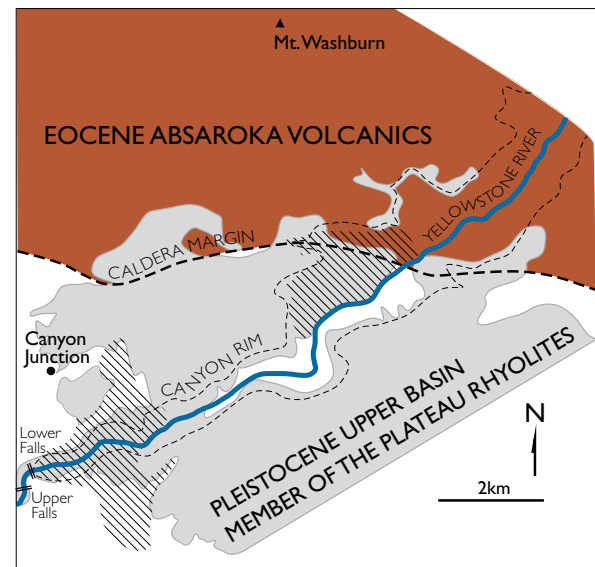 Mt. Washburn
EOCENE ABSAROKA VOLCANICS
YELLOWSTONE RIVER
CALDERA MARGIN
Canyon
Junction
CANYON RIM
Lower
Falls
Upper
Falls
PLEISTOCENE UPPER BASIN
MEMBER OF THE PLATEAU RHYOLITES
N
2km